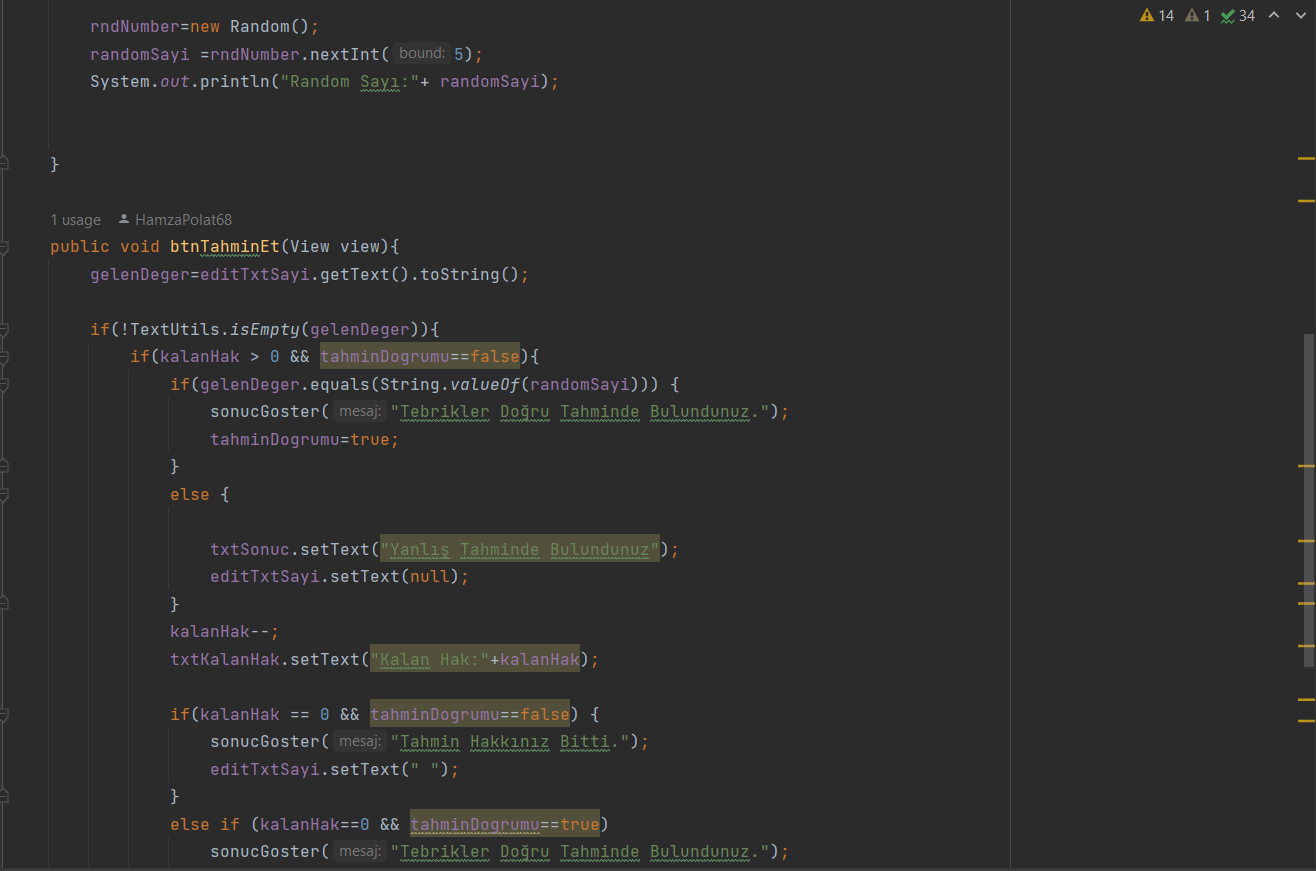 14 1 34
rndNumber=new Random();
randomSayi =rndNumber.nextInt( bound: 5);
System.out.println("Random Sayı:"+ randomSayi);
}
1 usage HamzaPolat68
public void btnTahminEt(View view){
gelenDeger=editTxtSayi.getText().toString();
if(!TextUtils.isEmpty(gelenDeger)){
if(kalanHak > 0 && tahminDogrumu==false){
if(gelenDeger.equals(String.valueOf(randomSayi))) {
sonucGoster( mesaj: "Tebrikler Doğru Tahminde Bulundunuz.");
tahminDogrumu=true;
}
else {
txtSonuc.setText("Yanlış Tahminde Bulundunuz");
editTxtSayi.setText(null);
}
kalanHak--;
txtKalanHak.setText("Kalan Hak:"+kalanHak);
if(kalanHak == 0 && tahminDogrumu==false) {
sonucGoster( mesaj: "Tahmin Hakkınız Bitti.");
editTxtSayi.setText(" ");
}
else if (kalanHak==0 && tahminDogrumu==true)
sonucGoster( mesaj: "Tebrikler Doğru Tahminde Bulundunuz.");